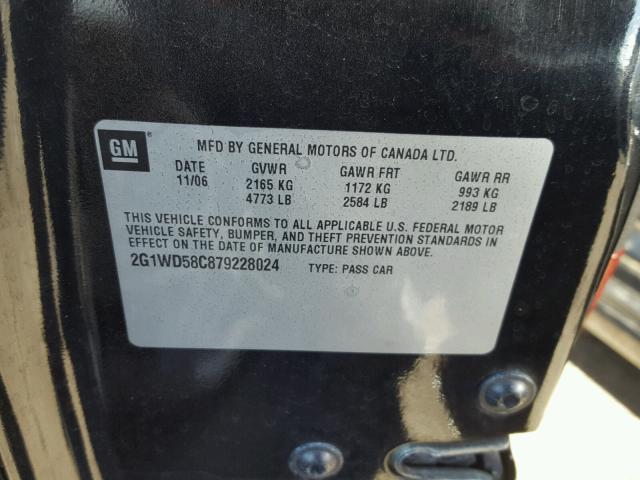 GM ®
MFD BY GENERAL MOTORS OF CANADA LTD.
DATE GVWR GAWR FRT GAWR RR
11/06 2165 KG 1172 KG 993 KG
4773 LB 2584 LB 2189 LB
THIS VEHICLE CONFORMS TO ALL APPLICABLE U.S. FEDERAL MOTOR
VEHICLE SAFETY, BUMPER, AND THEFT PREVENTION STANDARDS IN
EFFECT ON THE DATE OF MANUFACTURE SHOWN ABOVE.
2G1WD58C879228024 TYPE: PASS CAR